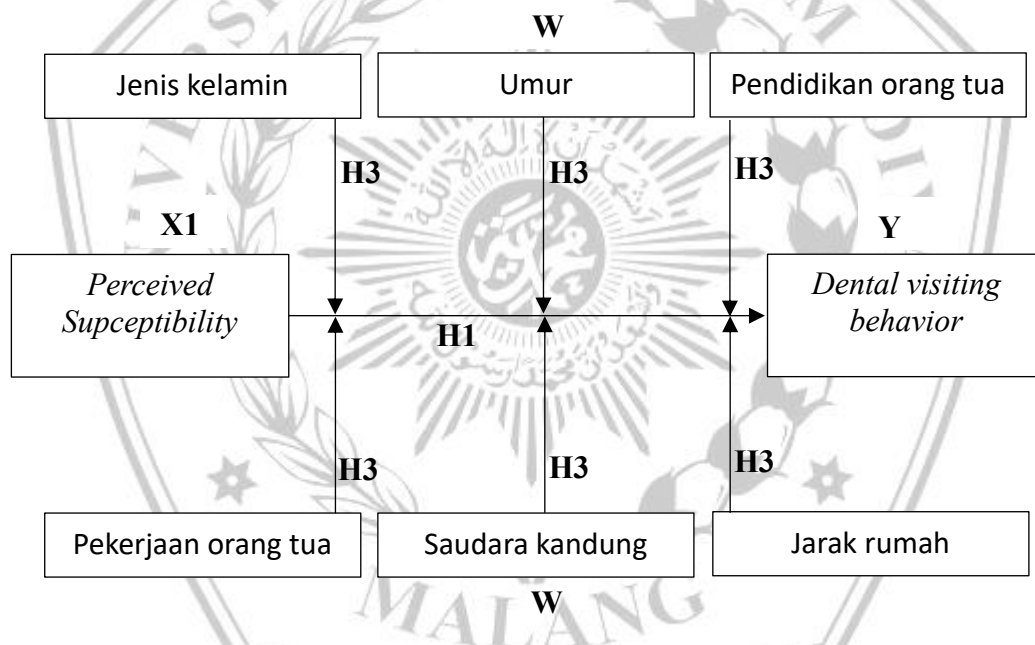 W
Jenis kelamin
Umur
Pendidikan orang tua
H3
H3
H3
X1
Y
Perceived
Supceptibility
Dental visiting
behavior
H1
H3
H3
H3
Pekerjaan orang tua
Saudara kandung
Jarak rumah
W
MALANG